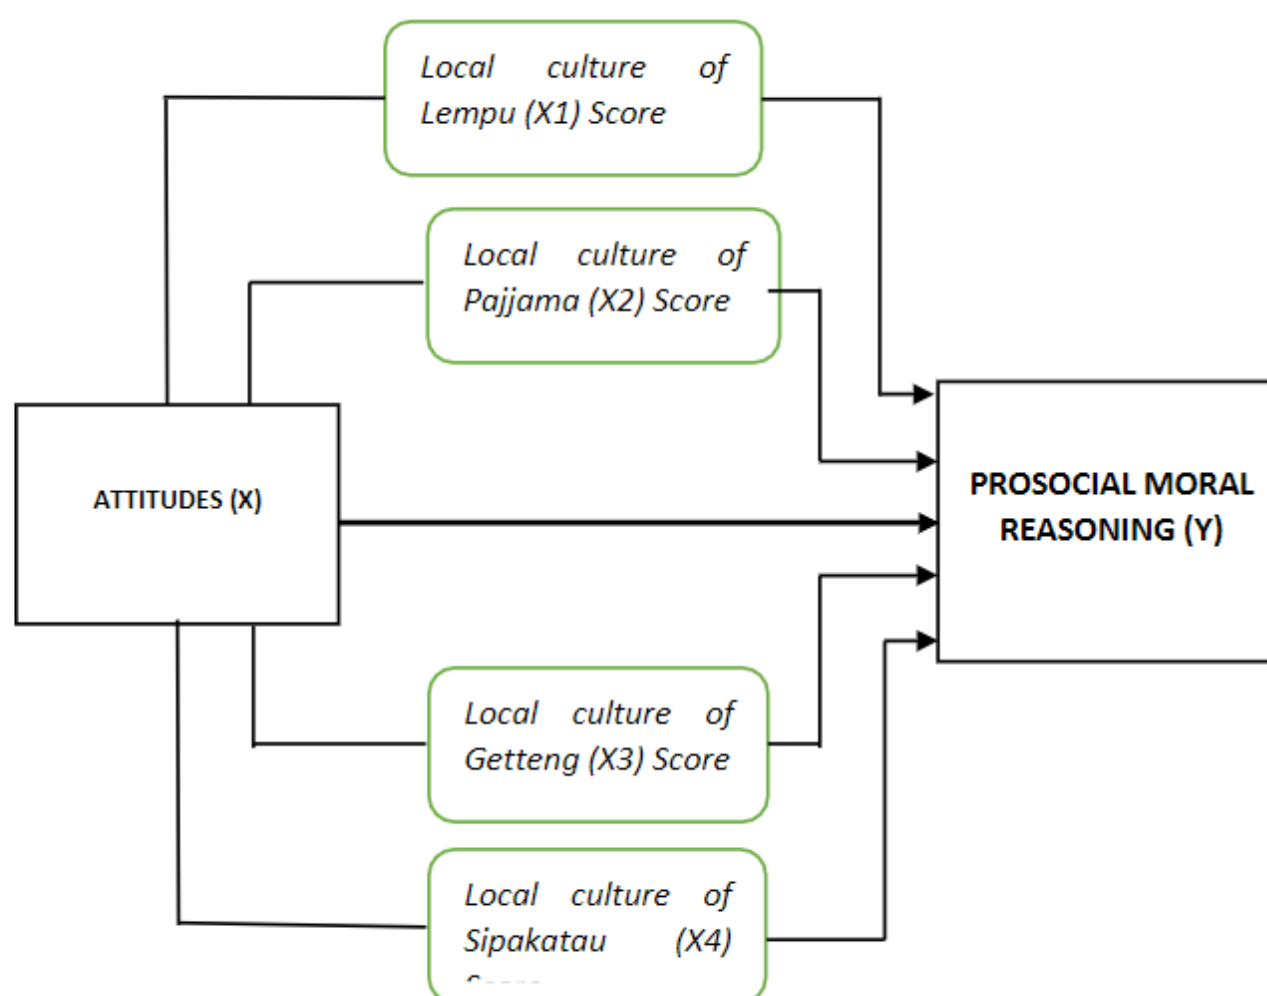 Local culture of
Lempu (X1) Score
Local culture of
Pajjama (X2) Score
ATTITUDES (X)
PROSOCIAL MORAL
REASONING (Y)
Local culture of
Getteng (X3) Score
Local culture of
Sipakatau (X4)